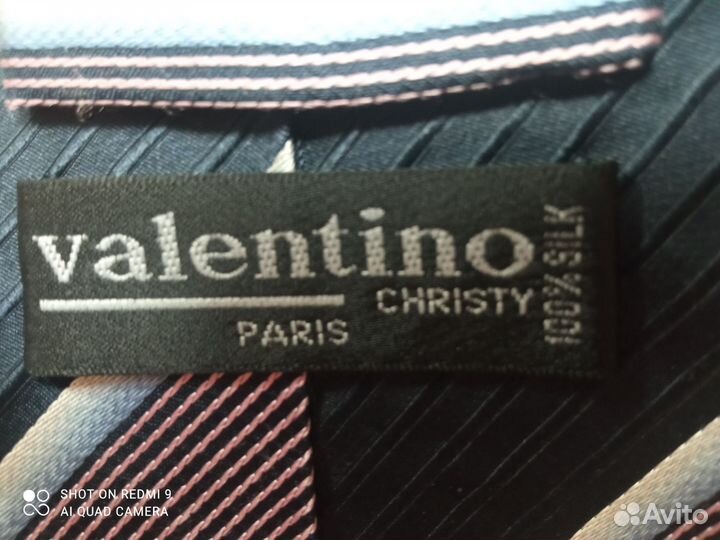 valentino
CHRISTY
PARIS
100% SILK
SHOT ON REDMI 9
AI QUAD CAMERA
Avito